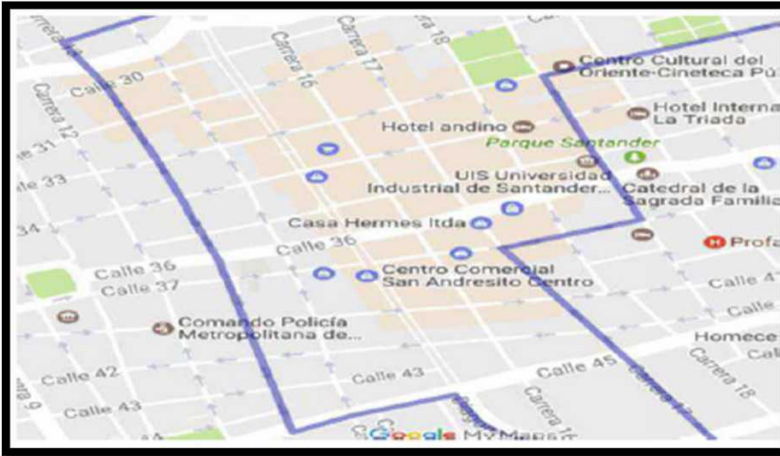 Carrera 18
Calle 30
Carrera 16
Carrera 17
Centro Cultural del
Oriente-Cineteca Pú
Carrera 12
Hotel Interna
La Triada
Hotel andino
Parque Santander
UIS Universidad
Industrial de Santander...
Catedral de la
Sagrada Familia
Casa Hermes ltda
Calle 36
Profa
Calle 36
Calle 37
Centro Comercial
San Andresito Centro
Comando Policía
Metropolitana de...
Calle
Homece
Calle 45
Carrera 18
Calle 42
Calle 43
Calle 43
Google My Maps